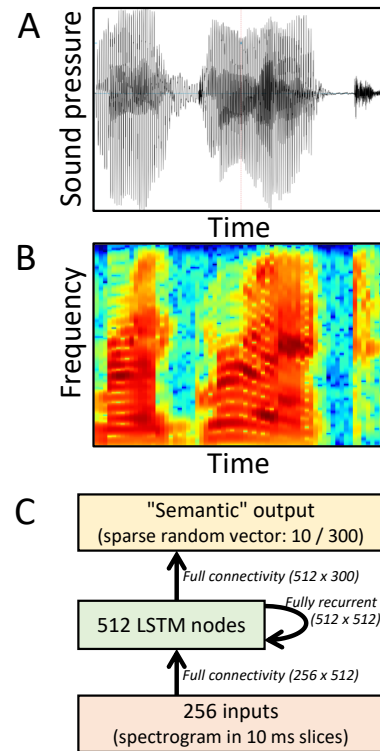 A
Sound pressure
Time
B
Frequency
Time
C
"Semantic" output
(sparse random vector: 10 / 300)
Full connectivity (512 x 300)
Fully recurrent
(512 x 512)
512 LSTM nodes
Full connectivity (256 x 512)
256 inputs
(spectrogram in 10 ms slices)